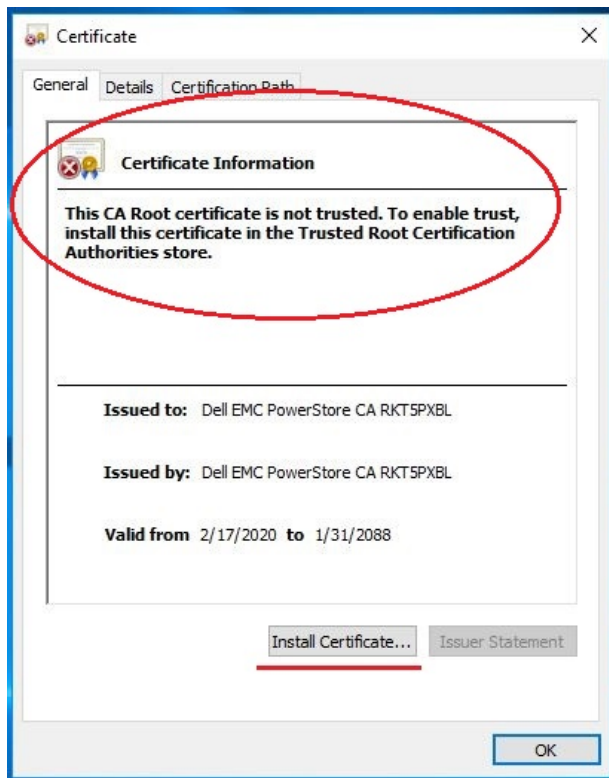 Certificate
General Details Certification Path
Certificate Information
This CA Root certificate is not trusted. To enable trust,
install this certificate in the Trusted Root Certification
Authorities store.
Issued to: Dell EMC PowerStore CA RKT5PXBL
Issued by: Dell EMC PowerStore CA RKT5PXBL
Valid from 2/17/2020 to 1/31/2088
Install Certificate... Issuer Statement
OK